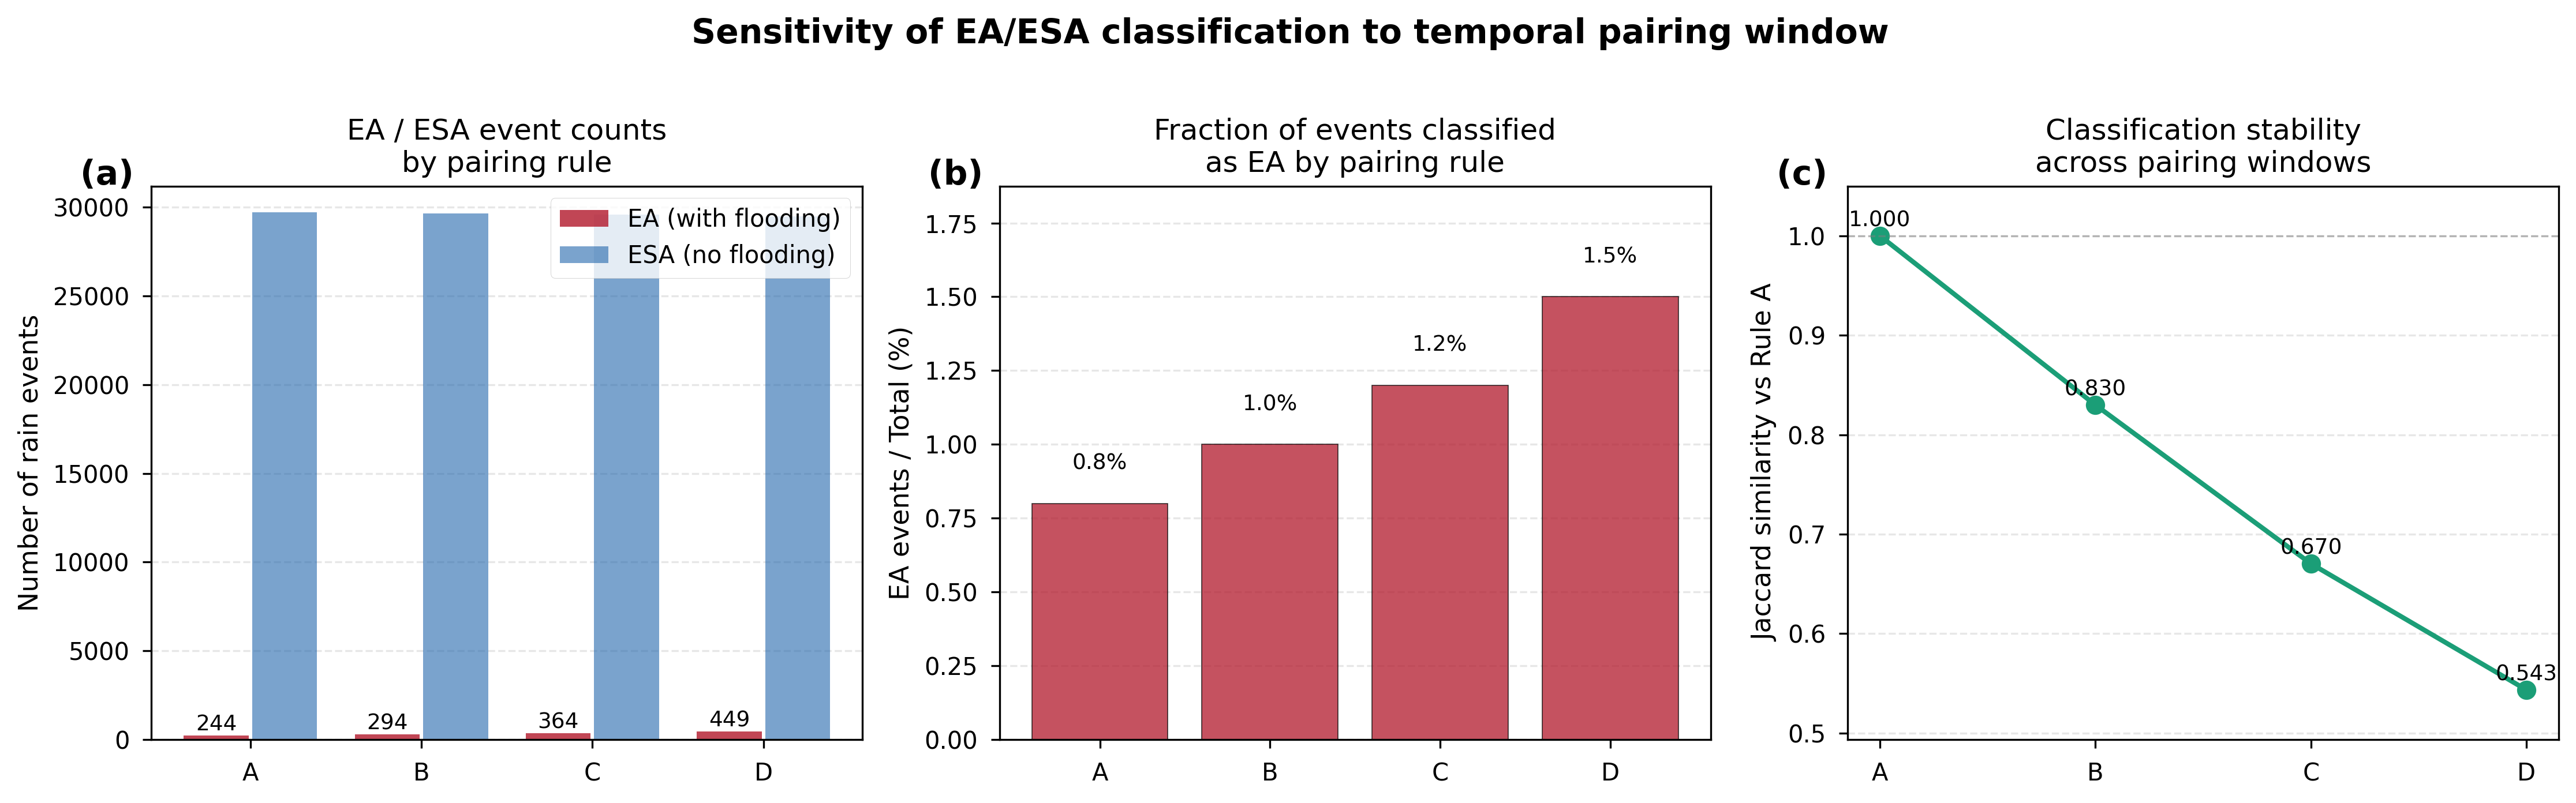 Sensitivity of EA/ESA classification to temporal pairing window
(a)
EA / ESA event counts
by pairing rule
Number of rain events
30000
25000
20000
15000
10000
5000
0
EA (with flooding)
ESA (no flooding)
244
294
364
449
A
B
C
D
(b)
Fraction of events classified
as EA by pairing rule
EA events / Total (%)
1.75
1.50
1.25
1.00
0.75
0.50
0.25
0.00
0.8%
1.0%
1.2%
1.5%
A
B
C
D
(c)
Classification stability
across pairing windows
Jaccard similarity vs Rule A
1.0
0.9
0.8
0.7
0.6
0.5
1.000
0.830
0.670
0.543
A
B
C
D